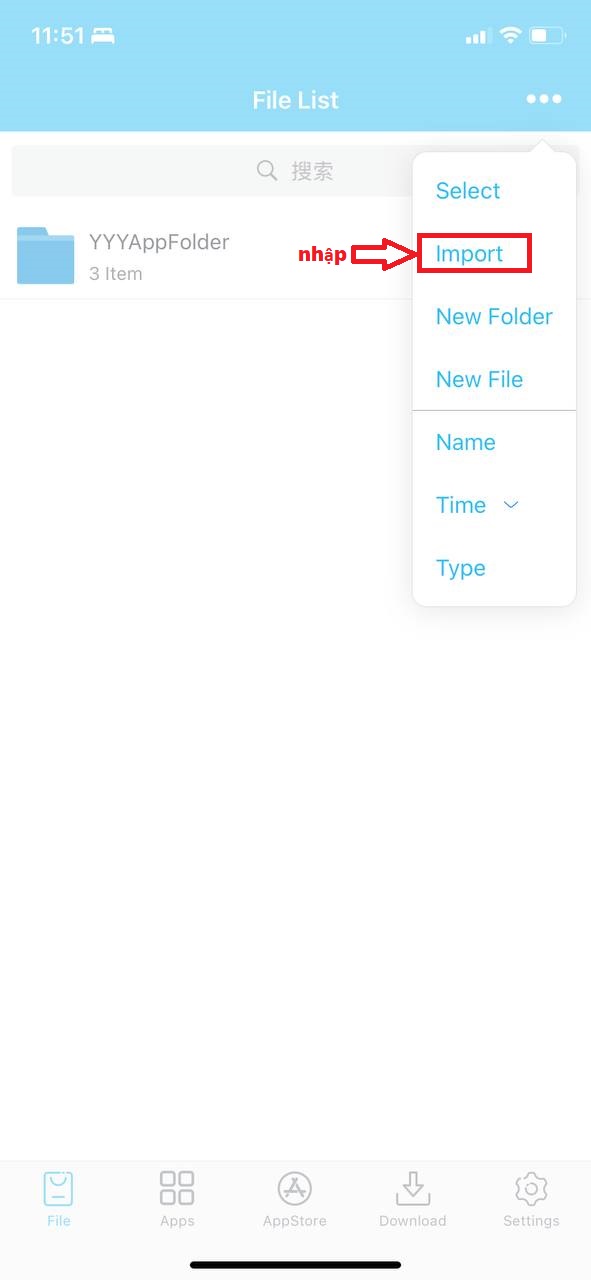 11:51
File List
搜索
Select
YYYAppFolder
3 Item
nhập
Import
New Folder
New File
Name
Time
Type
File
Apps
AppStore
Download
Settings